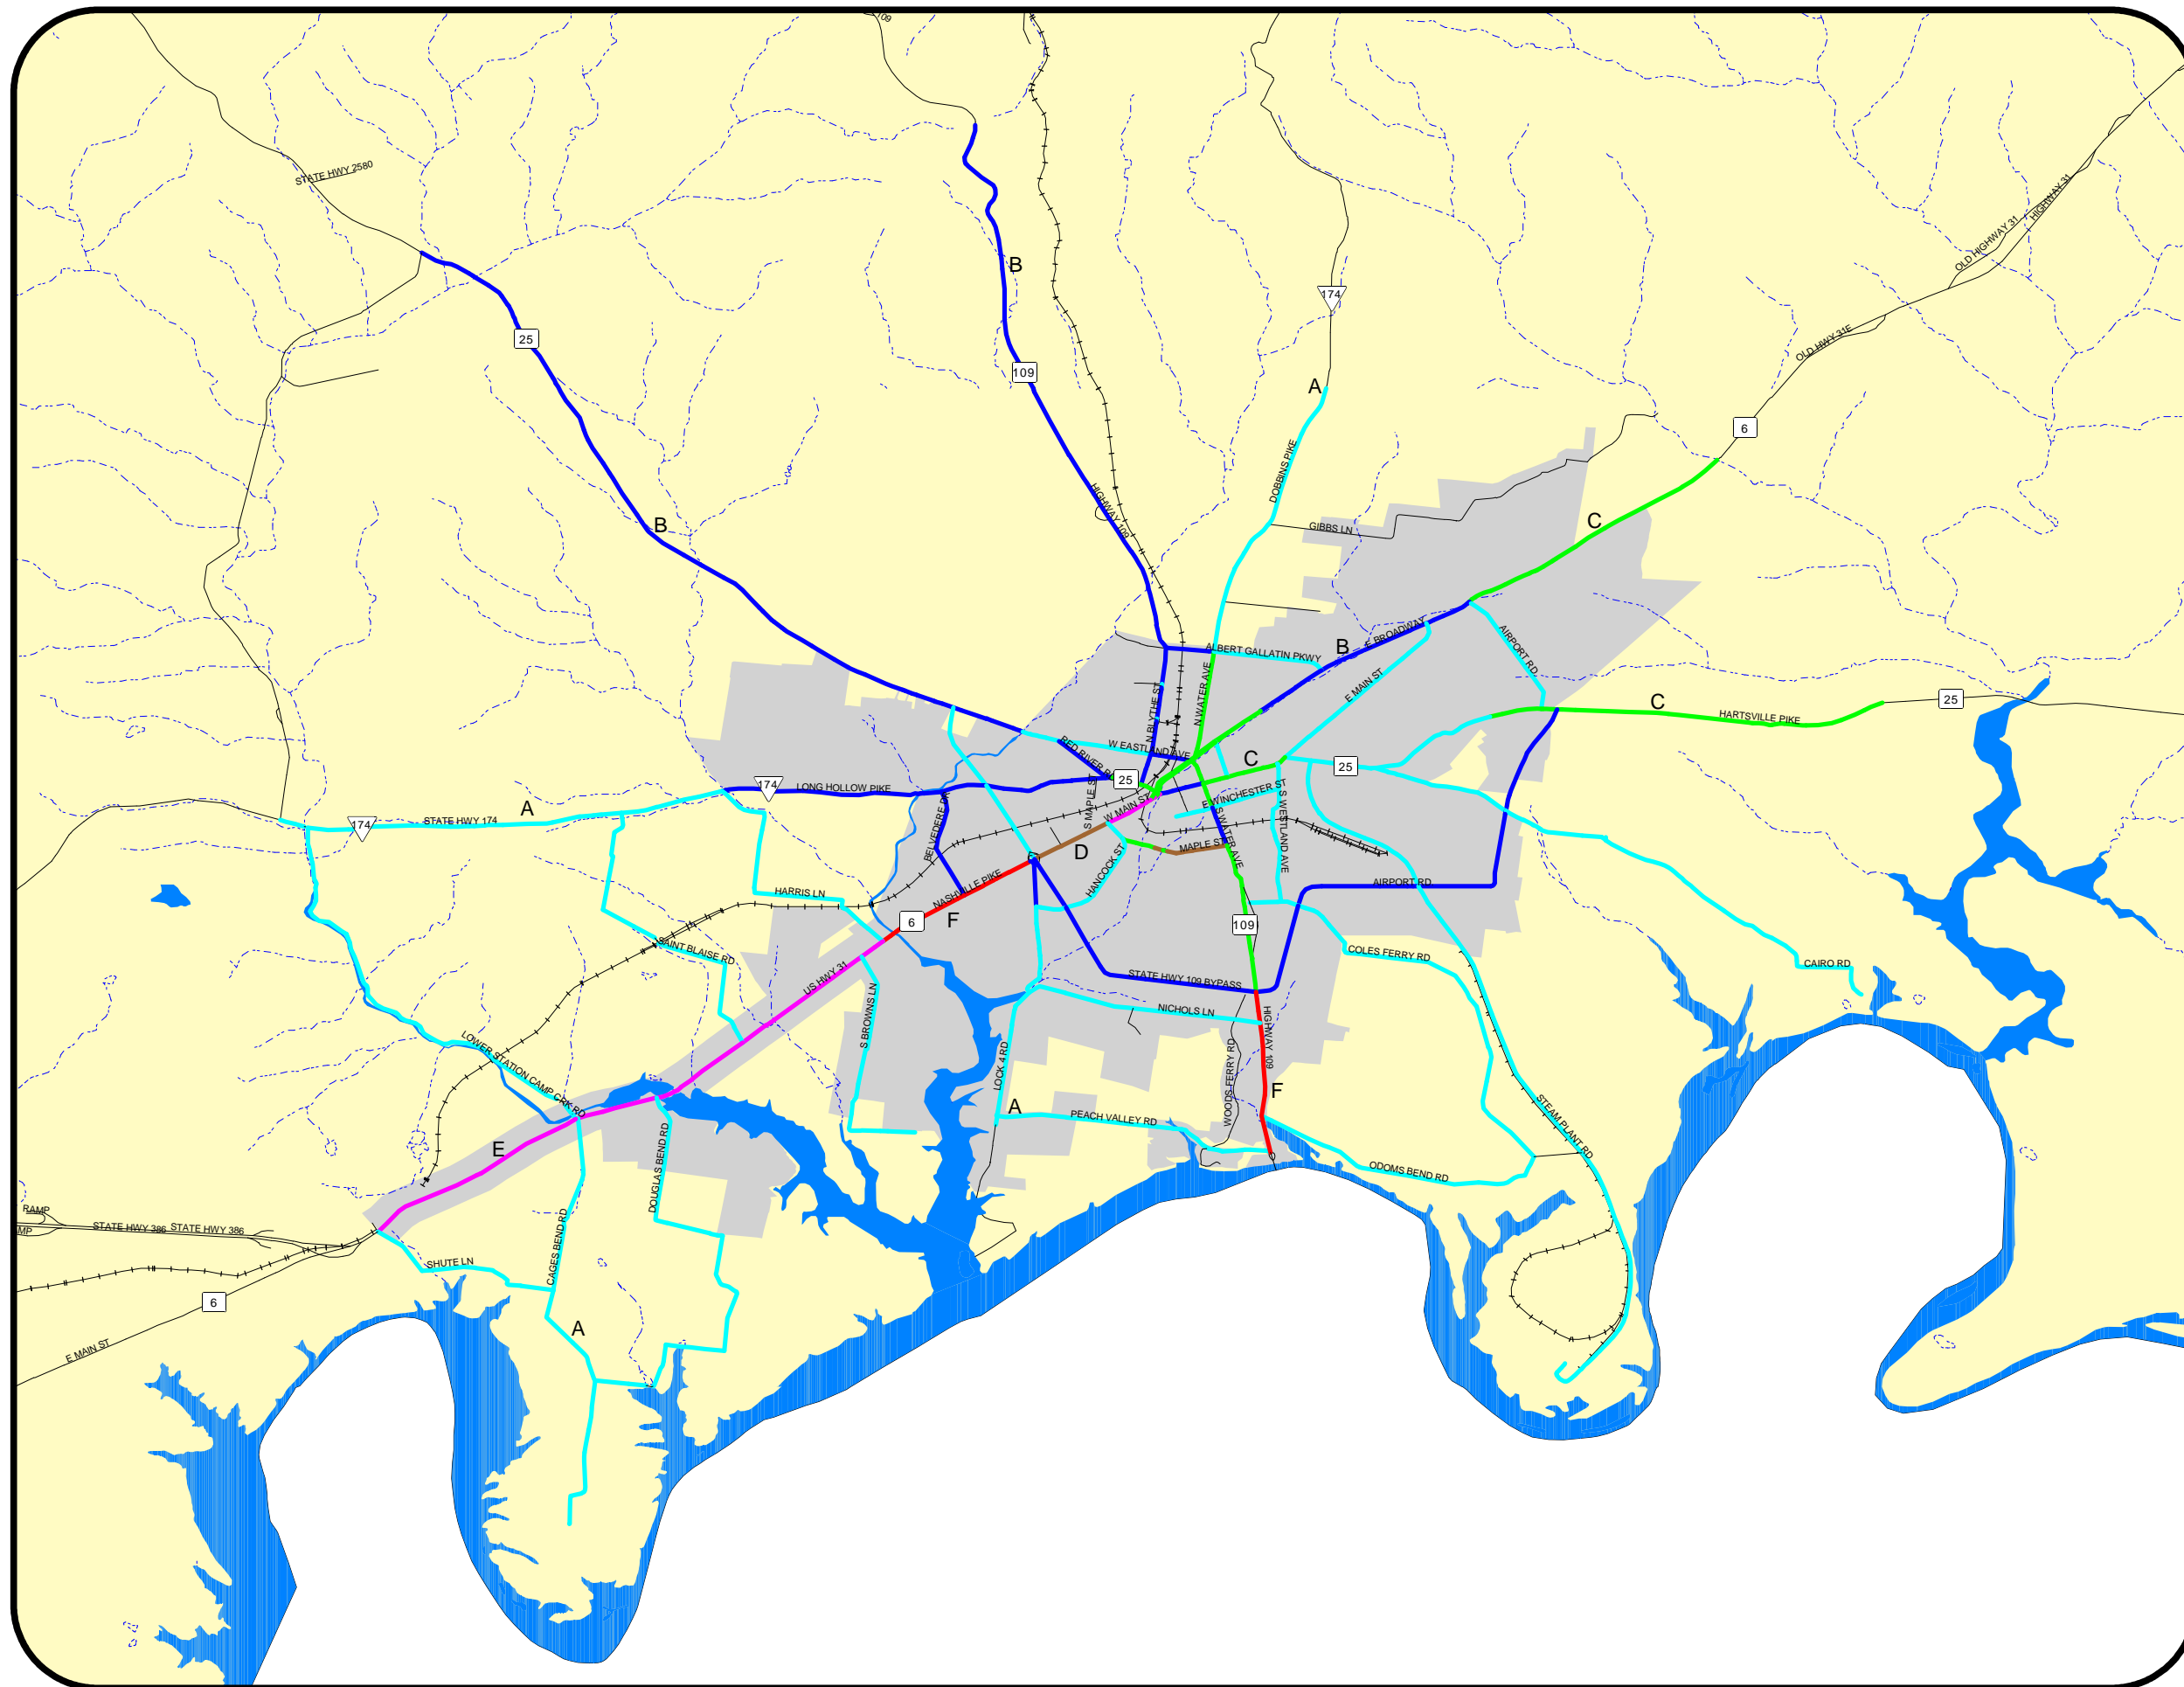 109
STATE HWY 2580
HIGHWAY 31
OLD HIGHWAY 31
B
174
25
OLD HWY 31E
109
A
6
DOBBINS PIKE
HIGHWAY 109
C
B
GIBBS LN
AIRPORT RD
E BROADWAY
B
ALBERT GALLATIN PKWY
E MAIN ST
N WATER AVE
N BLYTHE ST
C
25
HARTSVILLE PIKE
W EASTLAND AVE
RED RIVER R
C
25
25
174
LONG HOLLOW PIKE
E WINCHESTER ST
S MAPLE ST
W MAIN ST
S WESTLAND AVE
A
174
STATE HWY 174
BELVEDERE DR
D
S WATER AVE
MAPLE ST
HANCOCK ST
HARRIS LN
NASHVILLE PIKE
AIRPORT RD
6
F
109
SAINT BLAISE RD
COLES FERRY RD
CAIRO RD
US HWY 31
STATE HWY 109 BYPASS
S BROWNS LN
NICHOLS LN
HIGHWAY 109
LOWER STATION CAMP CRK RD
LOCK 4 RD
WOODS FERRY RD
F
A
PEACH VALLEY RD
STEAM PLANT RD
E
DOUGLAS BEND RD
ODOMS BEND RD
RAMP
MP
STATE HWY 386
STATE HWY 386
CAGES BEND RD
SHUTE LN
6
A
E MAIN ST